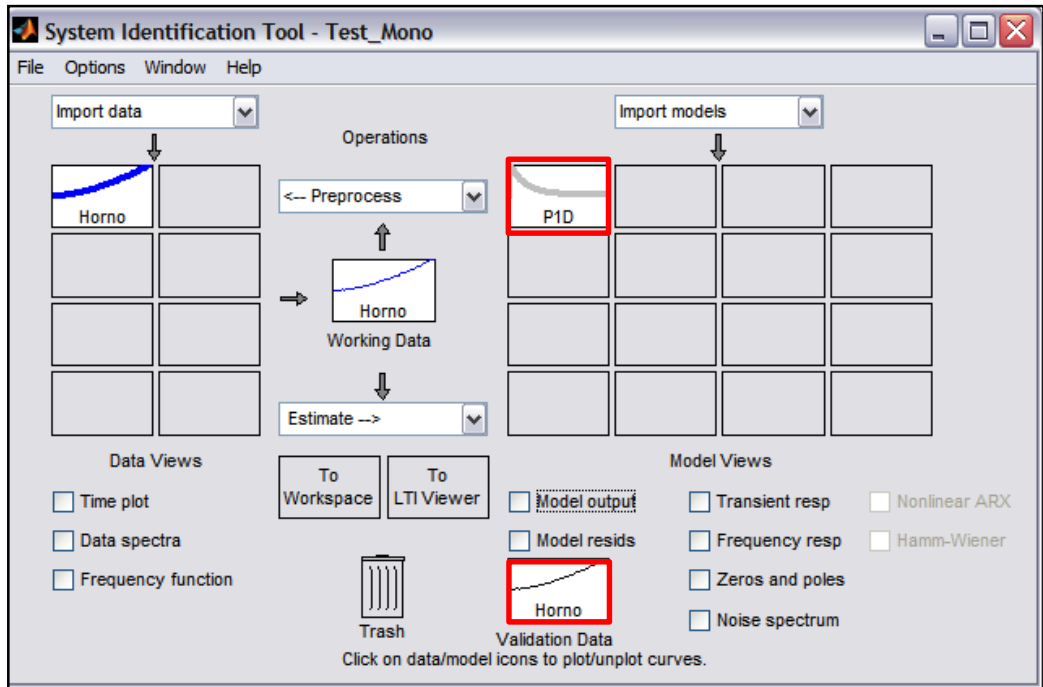 System Identification Tool - Test_Mono
File Options Window Help
Import data
Import models
Operations
Horno
<-- Preprocess
P1D
Horno
Working Data
Estimate -->
Data Views
Model Views
To Workspace
To LTI Viewer
Time plot
Model output
Transient resp
Nonlinear ARX
Data spectra
Model resids
Frequency resp
Hamm-Wiener
Frequency function
Zeros and poles
Horno
Noise spectrum
Trash
Validation Data
Click on data/model icons to plot/unplot curves.